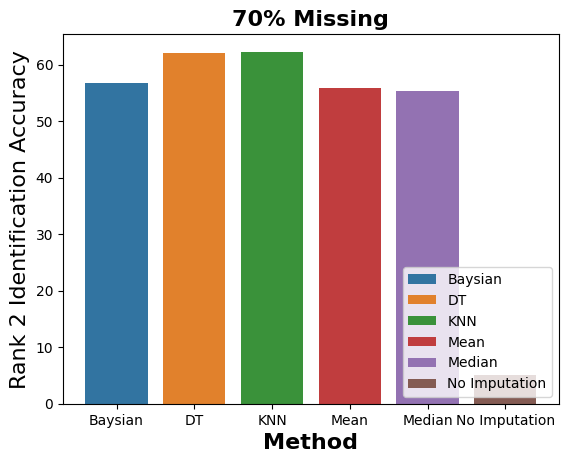 70% Missing
Rank 2 Identification Accuracy
60
50
40
30
20
10
0
Baysian
DT
KNN
Mean
Median
No Imputation
Baysian DT KNN Mean Median No Imputation
Method